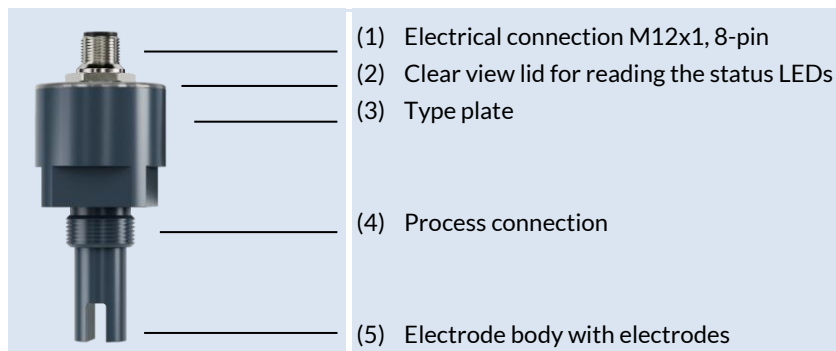 (1) Electrical connection M12x1, 8-pin
(2) Clear view lid for reading the status LEDs
(3) Type plate
(4) Process connection
(5) Electrode body with electrodes